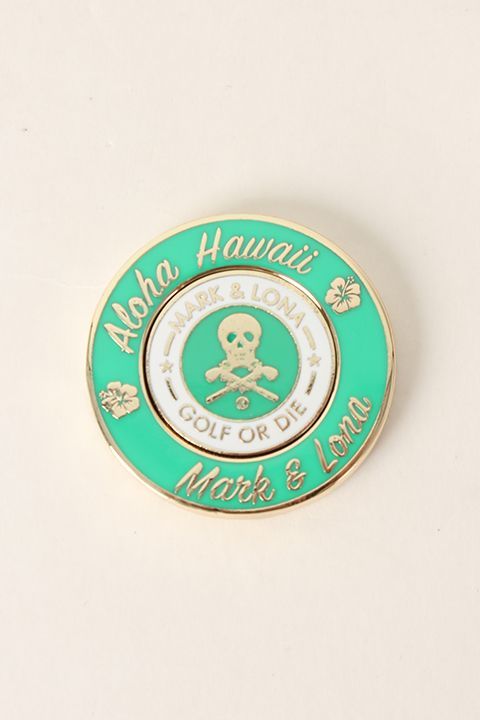 Aloha Hawaii
MARK & LONA
GOLF OR DIE
Mark & Lona